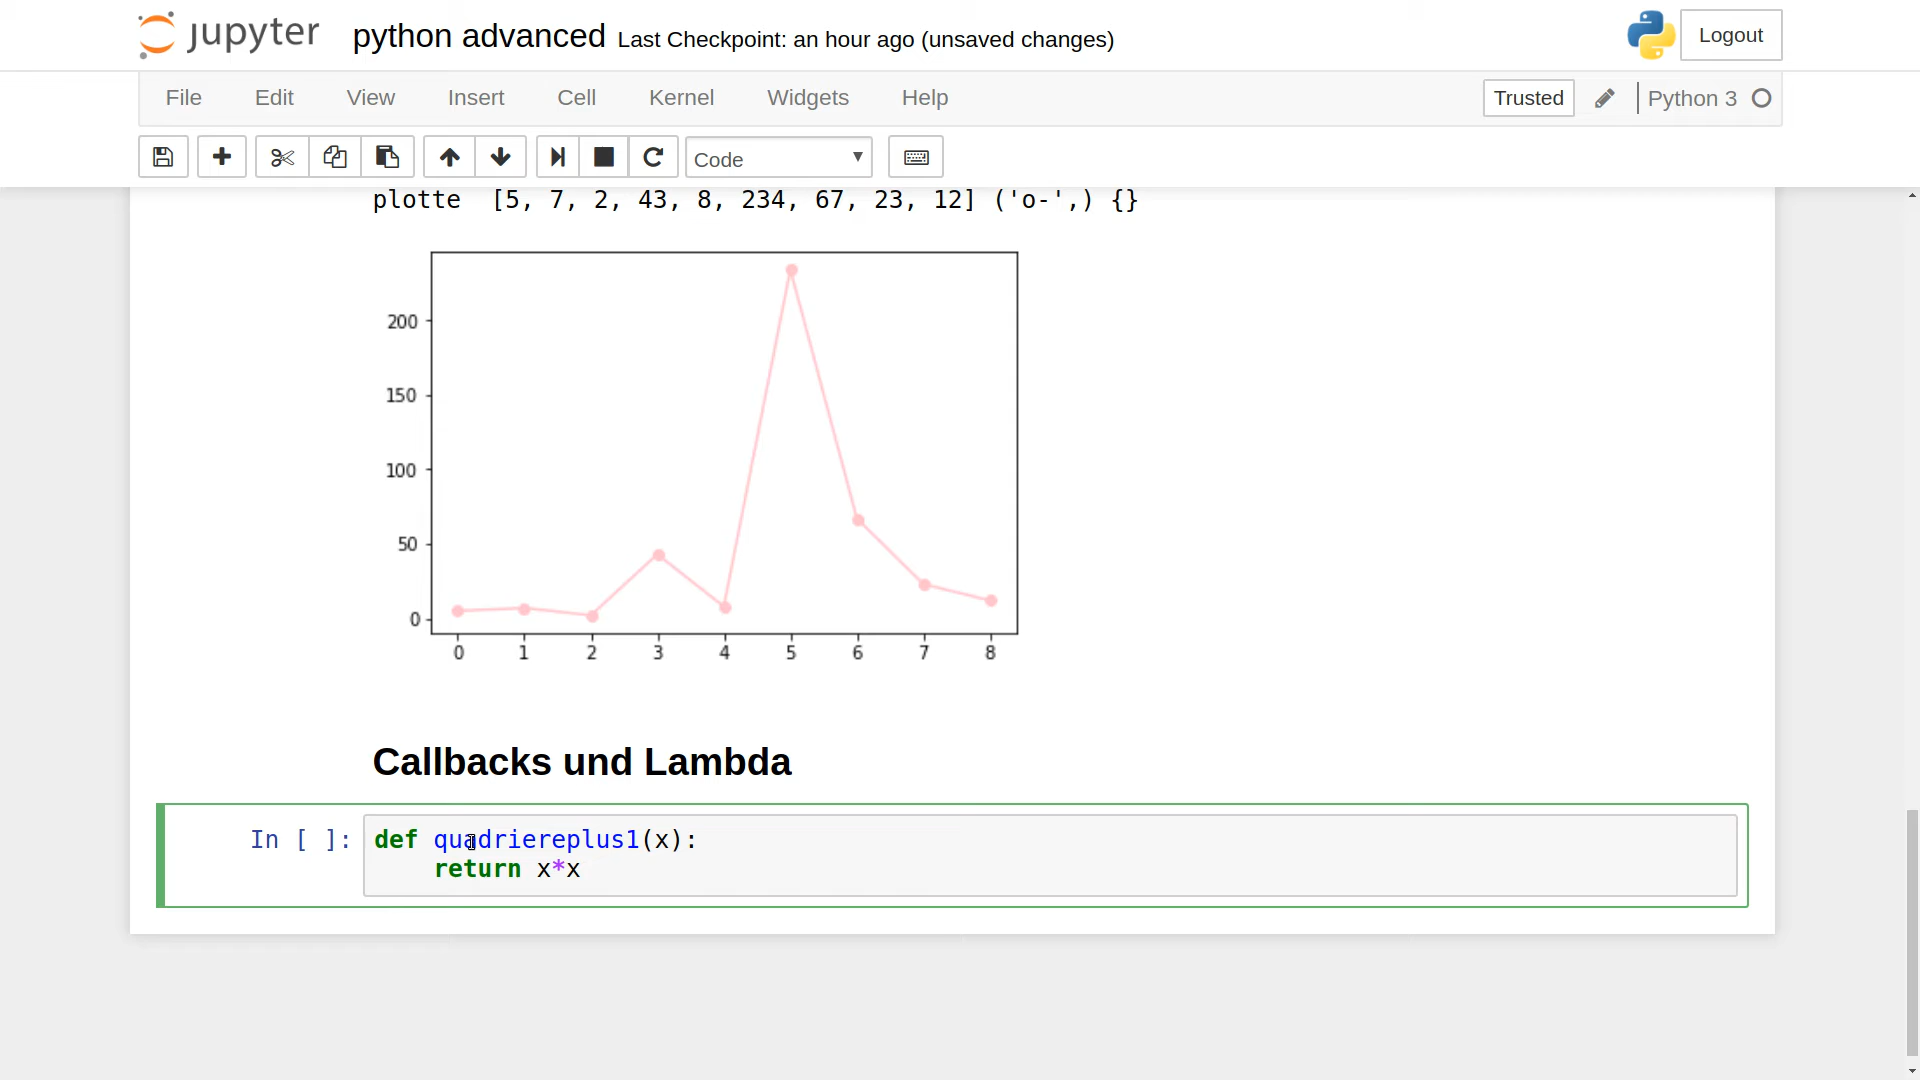 jupyter python advanced Last Checkpoint: an hour ago (unsaved changes) Logout
File Edit View Insert Cell Kernel Widgets Help Trusted Python 3
Code
plotte  [5, 7, 2, 43, 8, 234, 67, 23, 12] ('o-',) {}
200
150
100
50
0
0 1 2 3 4 5 6 7 8
Callbacks und Lambda
In [ ]: def quadriereplus1(x):
return x*x